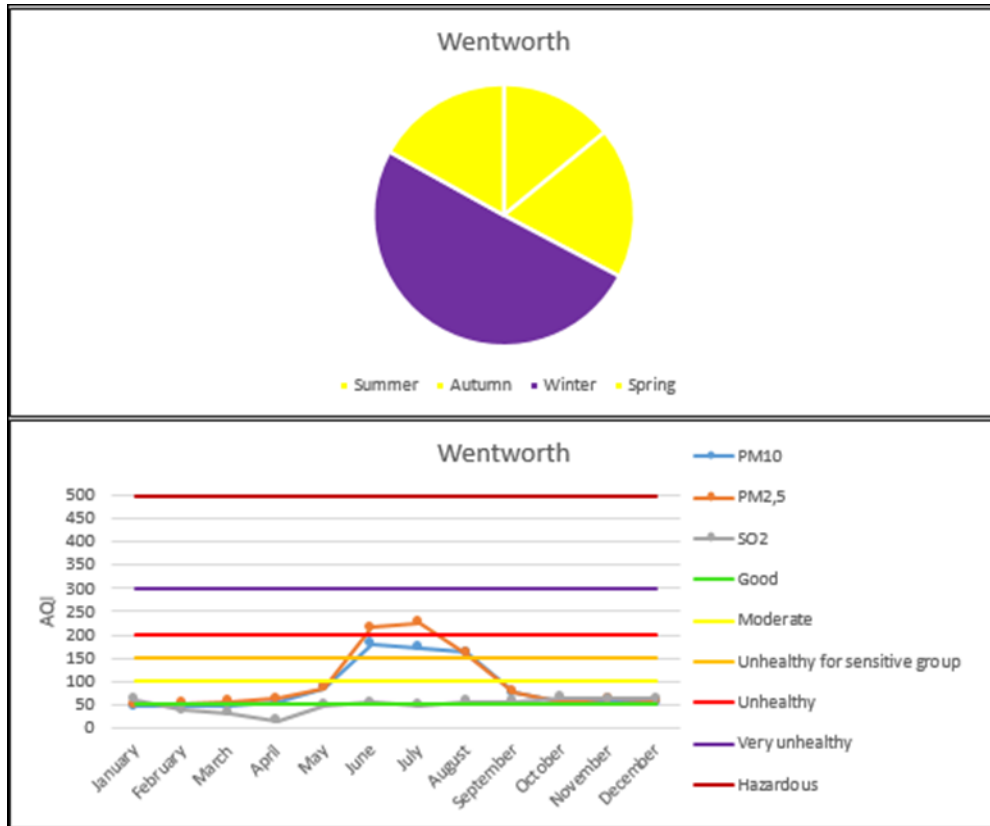 Wentworth
Summer Autumn Winter Spring
Wentworth
500
450
400
350
300
250
200
150
100
50
0
AQI
January February March April May June July August September October November December
PM10
PM2,5
SO2
Good
Moderate
Unhealthy for sensitive group
Unhealthy
Very unhealthy
Hazardous